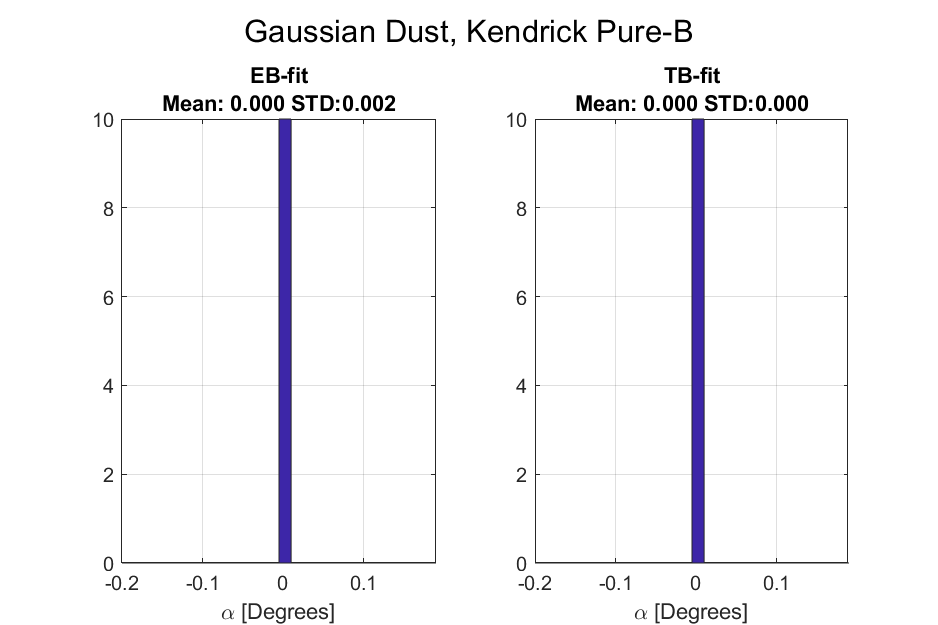 Gaussian Dust, Kendrick Pure-B
EB-fit
Mean: 0.000 STD:0.002
10
8
6
4
2
0
-0.2 -0.1 0 0.1
α [Degrees]
TB-fit
Mean: 0.000 STD:0.000
10
8
6
4
2
0
-0.2 -0.1 0 0.1
α [Degrees]